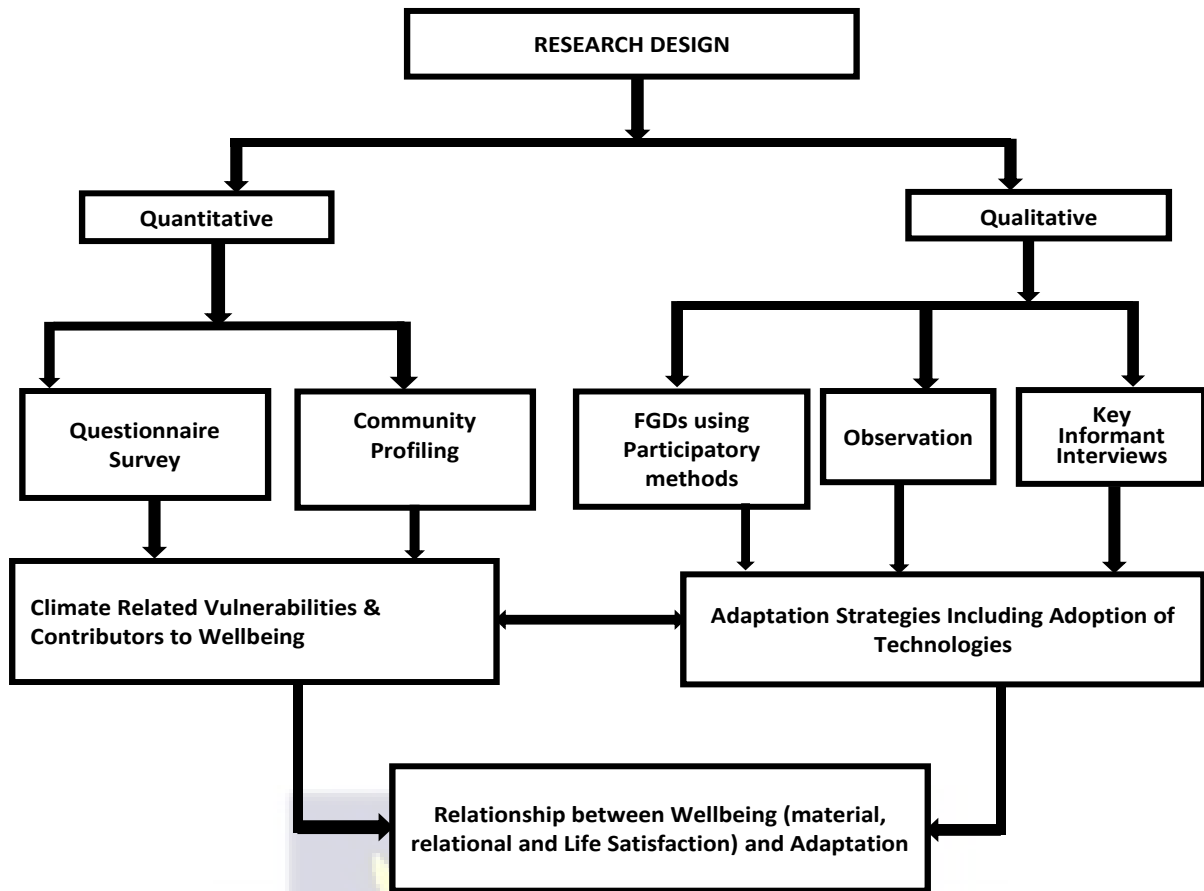 RESEARCH DESIGN
Quantitative
Qualitative
Questionnaire
Survey
Community
Profiling
FGDs using
Participatory
methods
Observation
Key
Informant
Interviews
Climate Related Vulnerabilities &
Contributors to Wellbeing
Adaptation Strategies Including Adoption of
Technologies
Relationship between Wellbeing (material,
relational and Life Satisfaction) and Adaptation